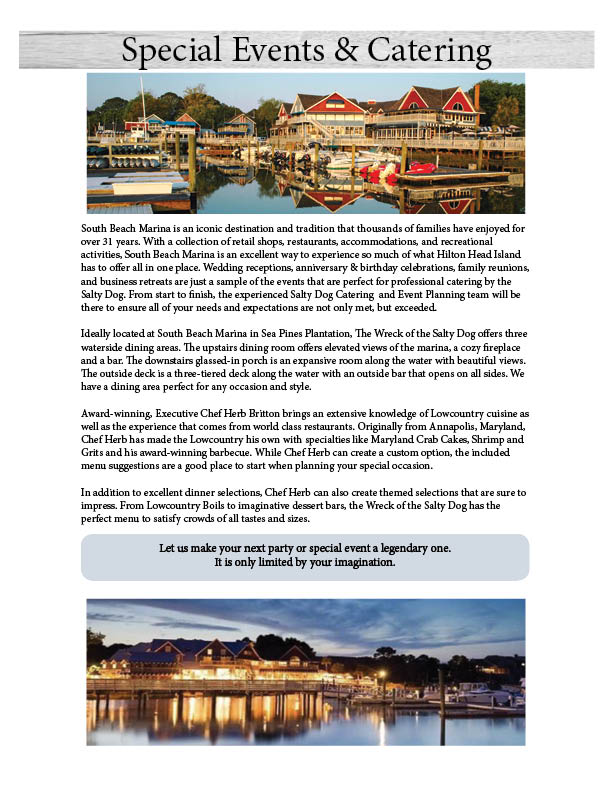 Special Events & Catering
South Beach Marina is an iconic destination and tradition that thousands of families have enjoyed for
over 31 years. With a collection of retail shops, restaurants, accommodations, and recreational
activities, South Beach Marina is an excellent way to experience so much of what Hilton Head Island
has to offer all in one place. Wedding receptions, anniversary & birthday celebrations, family reunions,
and business retreats are just a sample of the events that are perfect for professional catering by the
Salty Dog. From start to finish, the experienced Salty Dog Catering and Event Planning team will be
there to ensure all of your needs and expectations are not only met, but exceeded.
Ideally located at South Beach Marina in Sea Pines Plantation, The Wreck of the Salty Dog offers three
waterside dining areas. The upstairs dining room offers elevated views of the marina, a cozy fireplace
and a bar. The downstairs glassed-in porch is an expansive room along the water with beautiful views.
The outside deck is a three-tiered deck along the water with an outside bar that opens on all sides. We
have a dining area perfect for any occasion and style.
Award-winning, Executive Chef Herb Britton brings an extensive knowledge of Lowcountry cuisine as
well as the experience that comes from world class restaurants. Originally from Annapolis, Maryland,
Chef Herb has made the Lowcountry his own with specialties like Maryland Crab Cakes, Shrimp and
Grits and his award-winning barbecue. While Chef Herb can create a custom option, the included
menu suggestions are a good place to start when planning your special occasion.
In addition to excellent dinner selections, Chef Herb can also create themed selections that are sure to
impress. From Lowcountry Boils to imaginative dessert bars, the Wreck of the Salty Dog has the
perfect menu to satisfy crowds of all tastes and sizes.
Let us make your next party or special event a legendary one.
It is only limited by your imagination.